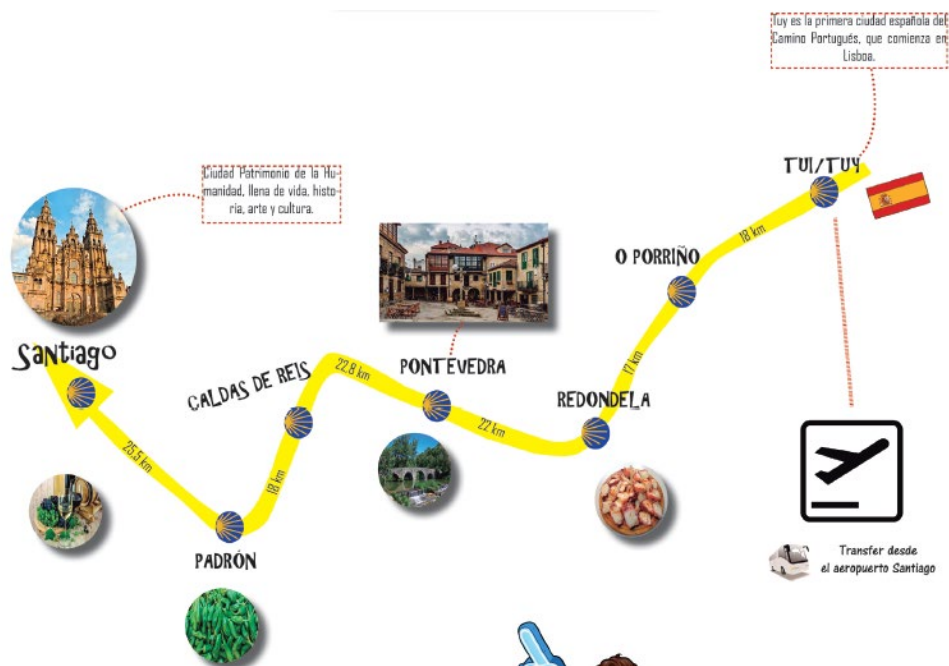 Tuy es la primera ciudad española del
Camino Portugués, que comienza en
Lisboa.
TUI/TUY
Ciudad Patrimonio de la Hu-
manidad, llena de vida, histo-
ria, arte y cultura.
18 km
O PORRIÑO
17 km
Santiago
22,8 km
PONTEVEDRA
CALDAS DE REIS
REDONDELA
22 km
25,5 km
18 km
PADRÓN
Transfer desde
el aeropuerto Santiago